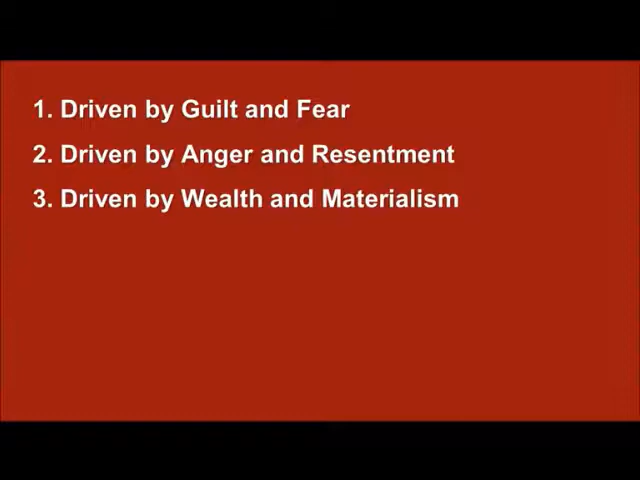 1. Driven by Guilt and Fear
2. Driven by Anger and Resentment
3. Driven by Wealth and Materialism